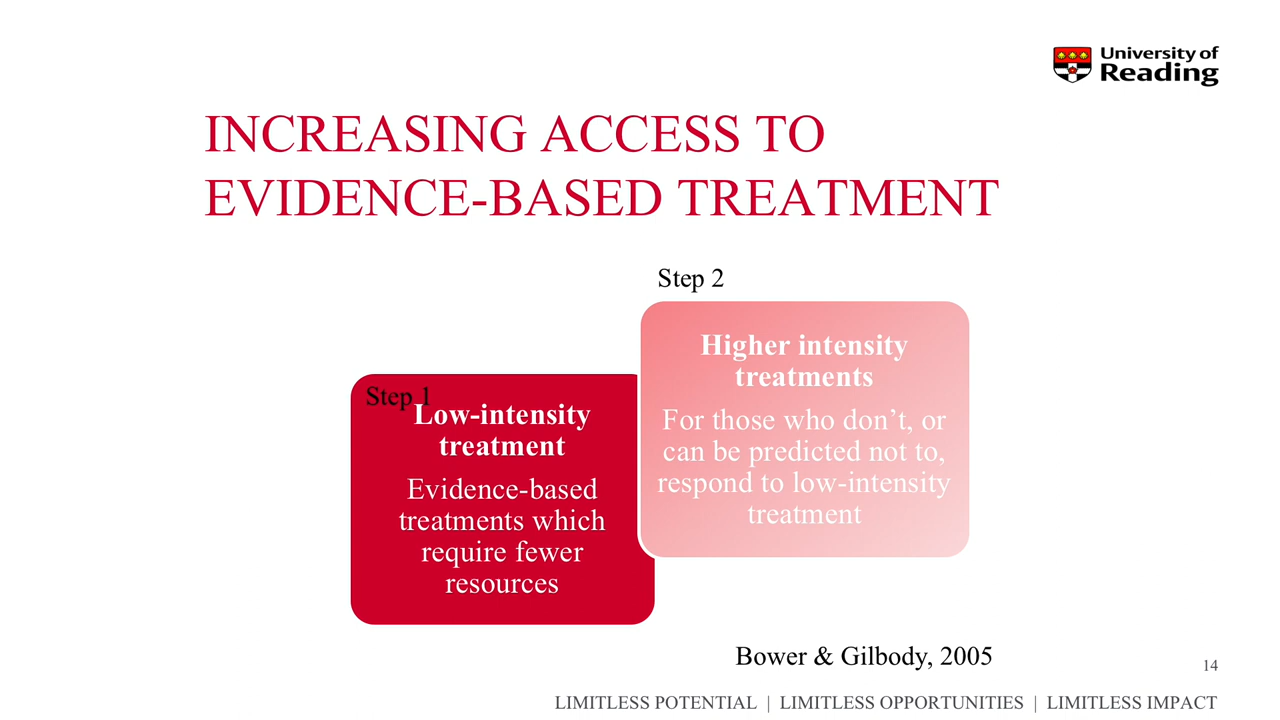 University of
Reading
INCREASING ACCESS TO
EVIDENCE-BASED TREATMENT
Step 1
Low-intensity
treatment
Evidence-based
treatments which
require fewer
resources
Step 2
Higher intensity
treatments
For those who don’t, or
can be predicted not to,
respond to low-intensity
treatment
Bower & Gilbody, 2005
14
LIMITLESS POTENTIAL | LIMITLESS OPPORTUNITIES | LIMITLESS IMPACT